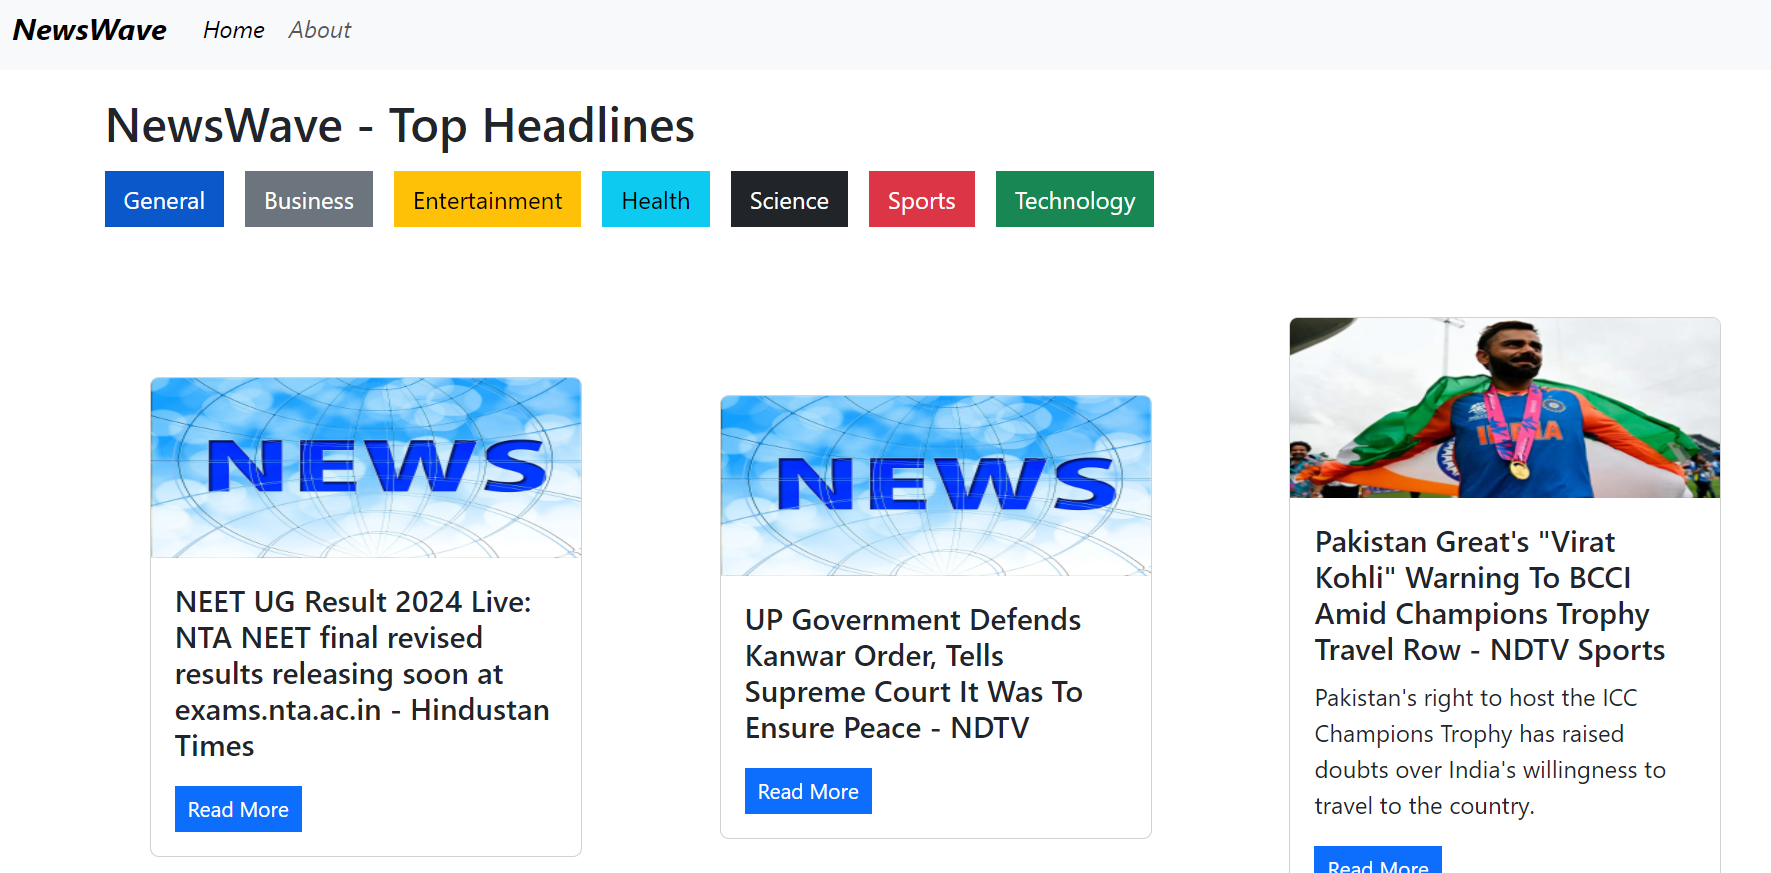 NewsWave Home About
NewsWave - Top Headlines
General Business Entertainment Health Science Sports Technology
NEWS
NEET UG Result 2024 Live:
NTA NEET final revised
results releasing soon at
exams.nta.ac.in - Hindustan
Times
Read More
NEWS
UP Government Defends
Kanwar Order, Tells
Supreme Court It Was To
Ensure Peace - NDTV
Read More
INDIA
Pakistan Great's "Virat
Kohli" Warning To BCCI
Amid Champions Trophy
Travel Row - NDTV Sports
Pakistan's right to host the ICC
Champions Trophy has raised
doubts over India's willingness to
travel to the country.
Read More